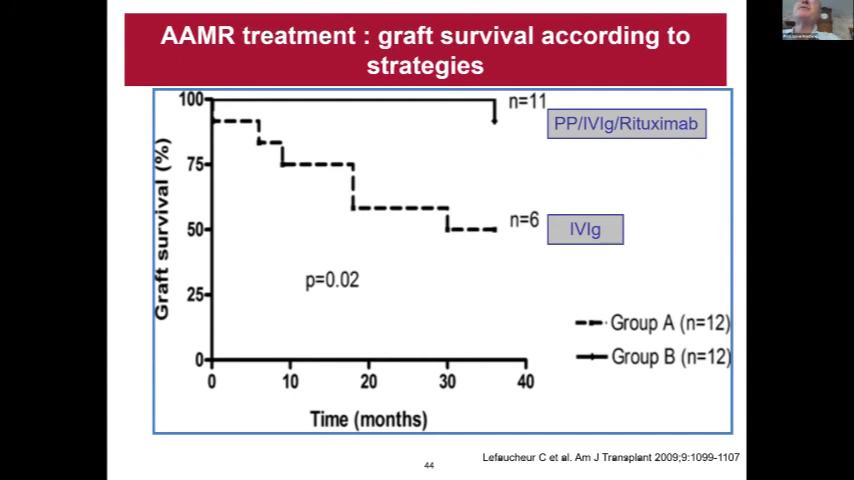 AAMR treatment : graft survival according to
strategies
100
75
50
25
0
Graft survival (%)
n=11
PP/IVIg/Rituximab
n=6
IVIg
p=0.02
Group A (n=12)
Group B (n=12)
0 10 20 30 40
Time (months)
Lefaucheur C et al. Am J Transplant 2009;9:1099-1107
44